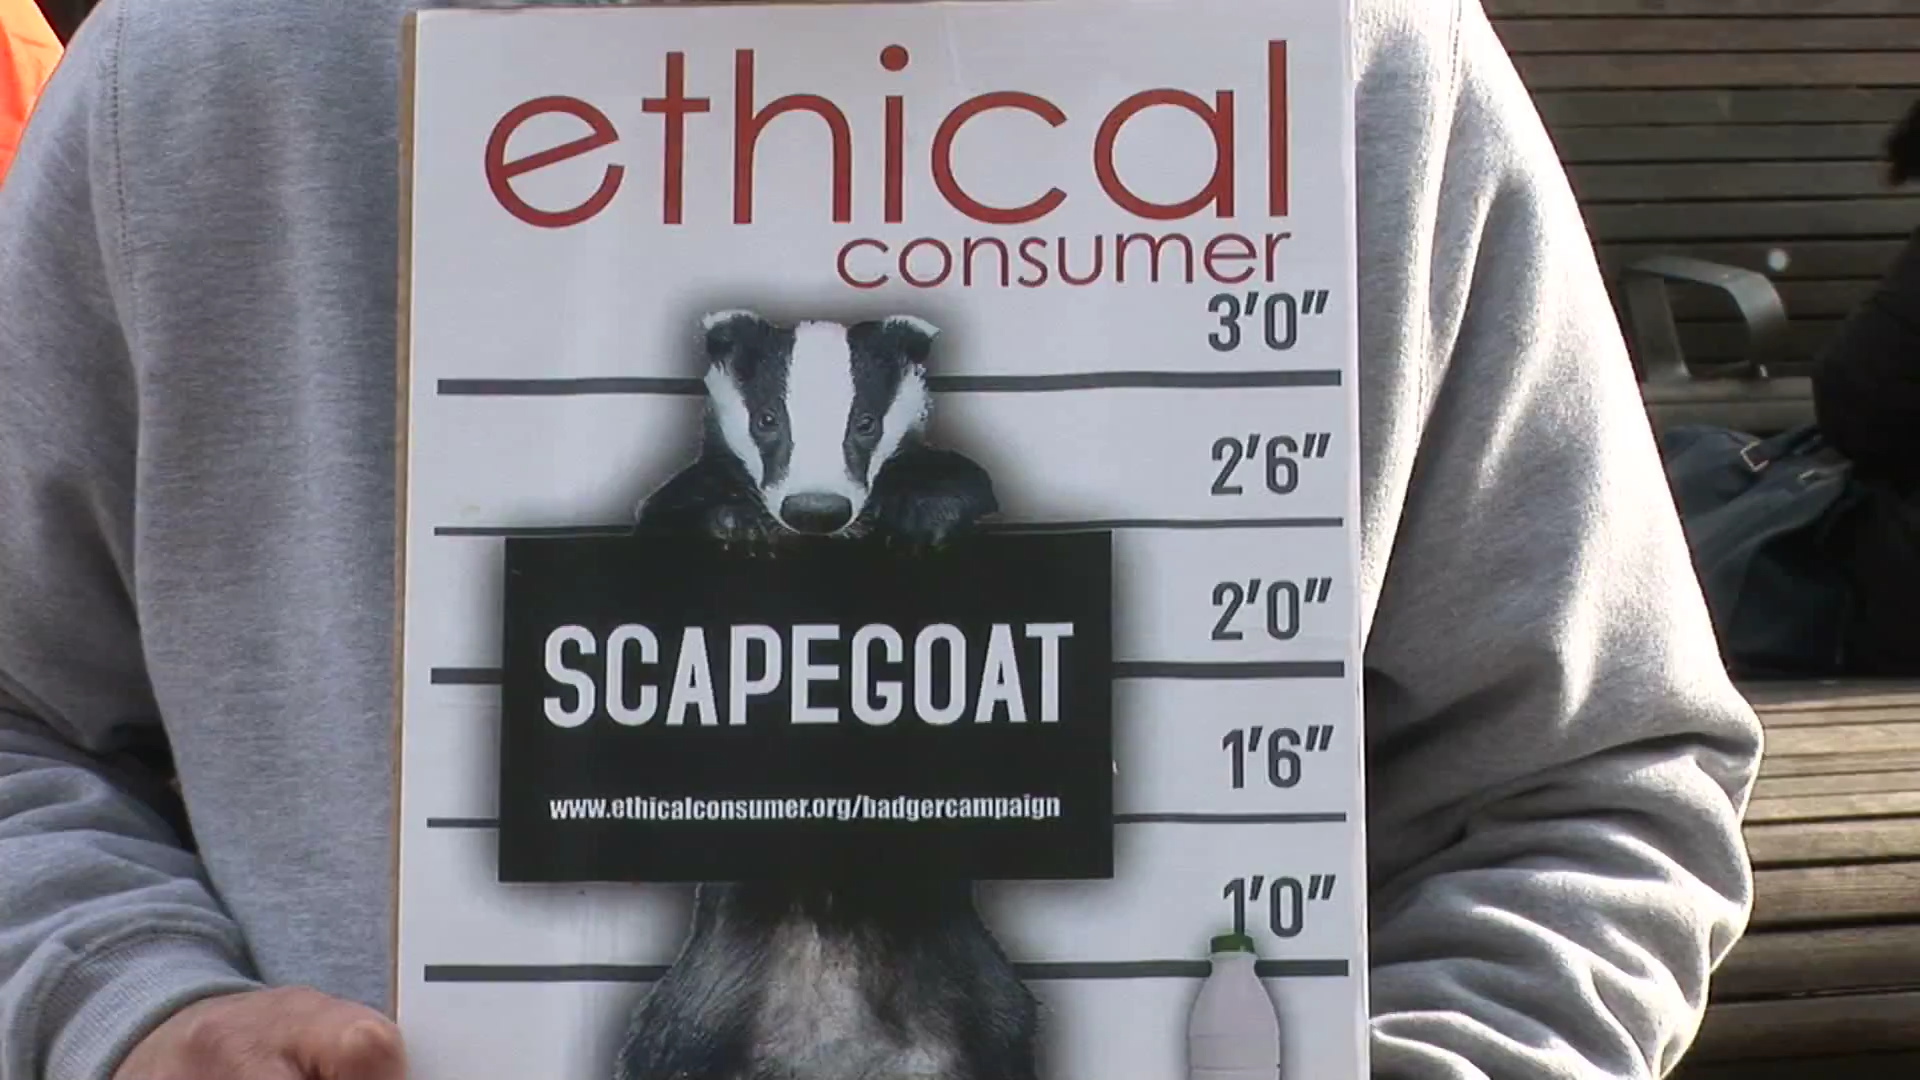 ethical
consumer
3'0"
2'6"
2'0"
SCAPEGOAT
1'6"
www.ethicalconsumer.org/badgercampaign
1'0"